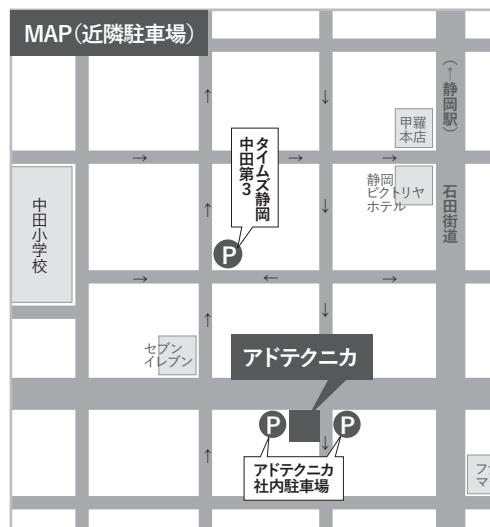 MAP（近隣駐車場）
（↑静岡駅）
甲羅
本店
タイムズ静岡
中田第3
静岡
ビクトリヤ
ホテル
石田街道
中田小学校
P
セブン
イレブン
アドテクニカ
P
P
アドテクニカ
社内駐車場
フ
マ